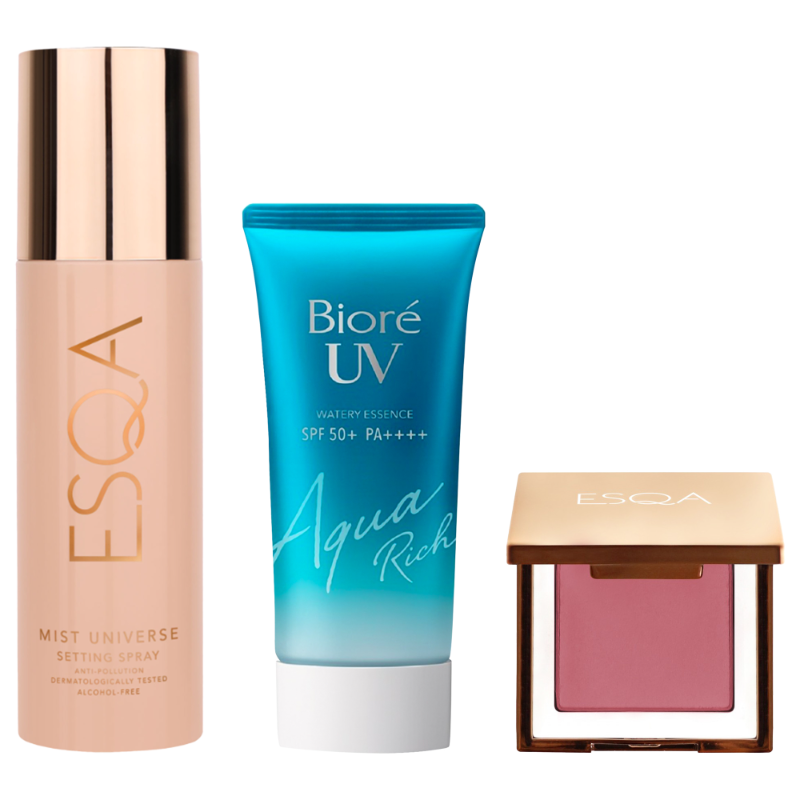 ESQA
MIST UNIVERSE
SETTING SPRAY
ANTI-POLLUTION
DERMATOLOGICALLY TESTED
ALCOHOL-FREE
Bioré
UV
WATERY ESSENCE
SPF 50+ PA++++
Aqua
Rich
ESQA